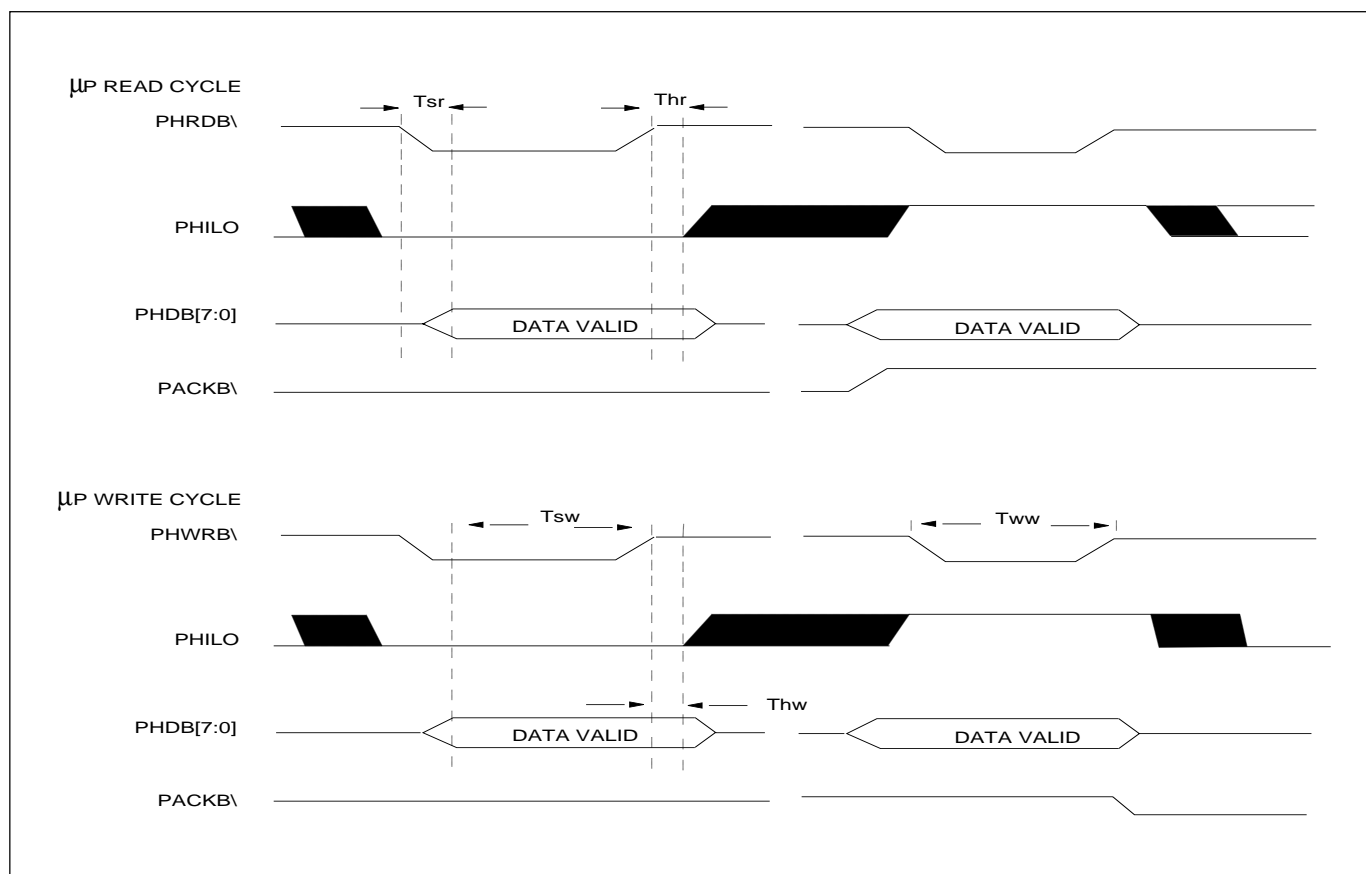 µP READ CYCLE
Tsr
Thr
PHRDB\
PHILO
PHDB[7:0]
DATA VALID
DATA VALID
PACKB\
µP WRITE CYCLE
Tsw
Tww
PHWRB\
PHILO
Thw
PHDB[7:0]
DATA VALID
DATA VALID
PACKB\